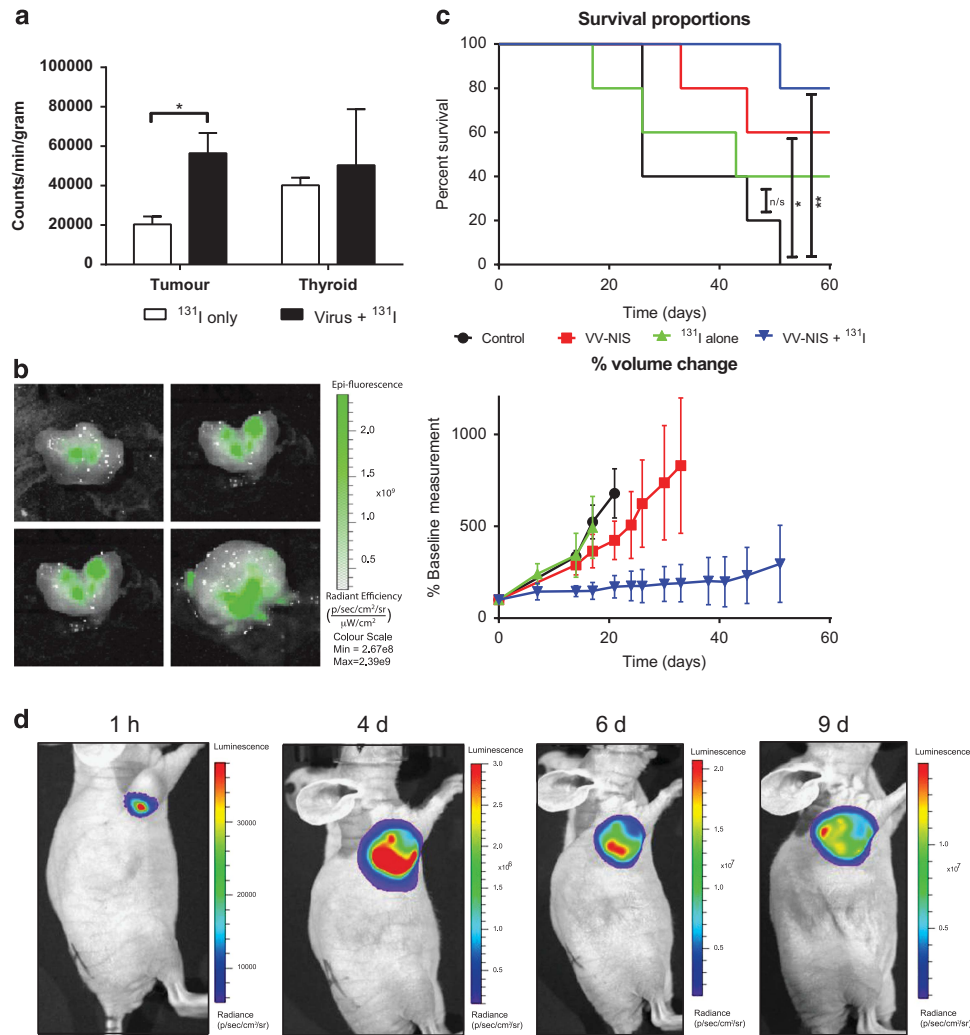 a
100000
80000
60000
40000
20000
0
Counts/min/gram
*
Tumour Thyroid
131I only Virus + 131I
b
Epi-fluorescence
2.0
1.5
x10⁹
1.0
0.5
Radiant Efficiency
(p/sec/cm²/sr / µW/cm²)
Colour Scale
Min = 2.67e8
Max=2.39e9
c
Survival proportions
100
80
60
40
20
0
Percent survival
n/s
*
**
0 20 40 60
Time (days)
Control VV-NIS 131I alone VV-NIS + 131I
% volume change
1000
500
0
% Baseline measurement
0 20 40 60
Time (days)
d
1 h
Luminescence
30000
20000
10000
Radiance
(p/sec/cm²/sr)
4 d
Luminescence
3.0
2.0
x10⁶
1.0
0.5
Radiance
(p/sec/cm²/sr)
6 d
Luminescence
2.0
1.5
x10⁷
1.0
0.5
Radiance
(p/sec/cm²/sr)
9 d
Luminescence
1.0
x10⁷
0.5
Radiance
(p/sec/cm²/sr)